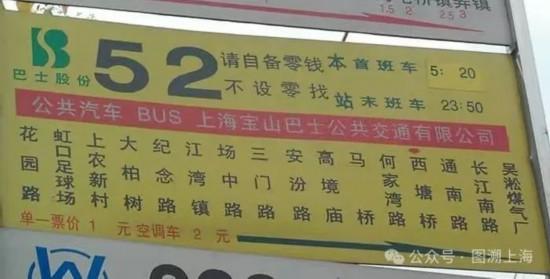 1.5 2 2.5 3
巴士股份
52
请自备零钱
不设零找
本站
首班车 5:20
末班车 23:50
公共汽车 BUS 上海宝山巴士公共交通有限公司
花园路
虹口足球场
上农新村
大柏树
纪念路
江湾镇
场中路
三门路
安汾路
高境庙
马桥
何家湾路
西塘桥
通南路
长江南路
吴淞煤气厂
单一票价 1 元 空调车 2 元
公众号·图溯上海